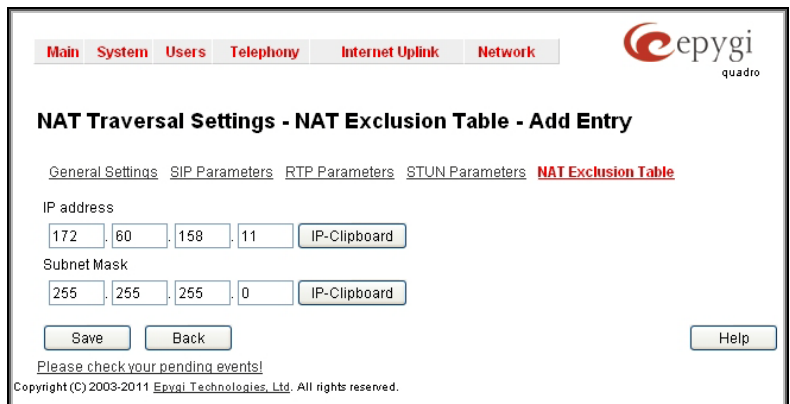 Main System Users Telephony Internet Uplink Network
epygi
quadro
NAT Traversal Settings - NAT Exclusion Table - Add Entry
General Settings SIP Parameters RTP Parameters STUN Parameters NAT Exclusion Table
IP address
172 . 60 . 158 . 11 IP-Clipboard
Subnet Mask
255 . 255 . 255 . 0 IP-Clipboard
Save Back Help
Please check your pending events!
Copyright (C) 2003-2011 Epygi Technologies, Ltd. All rights reserved.